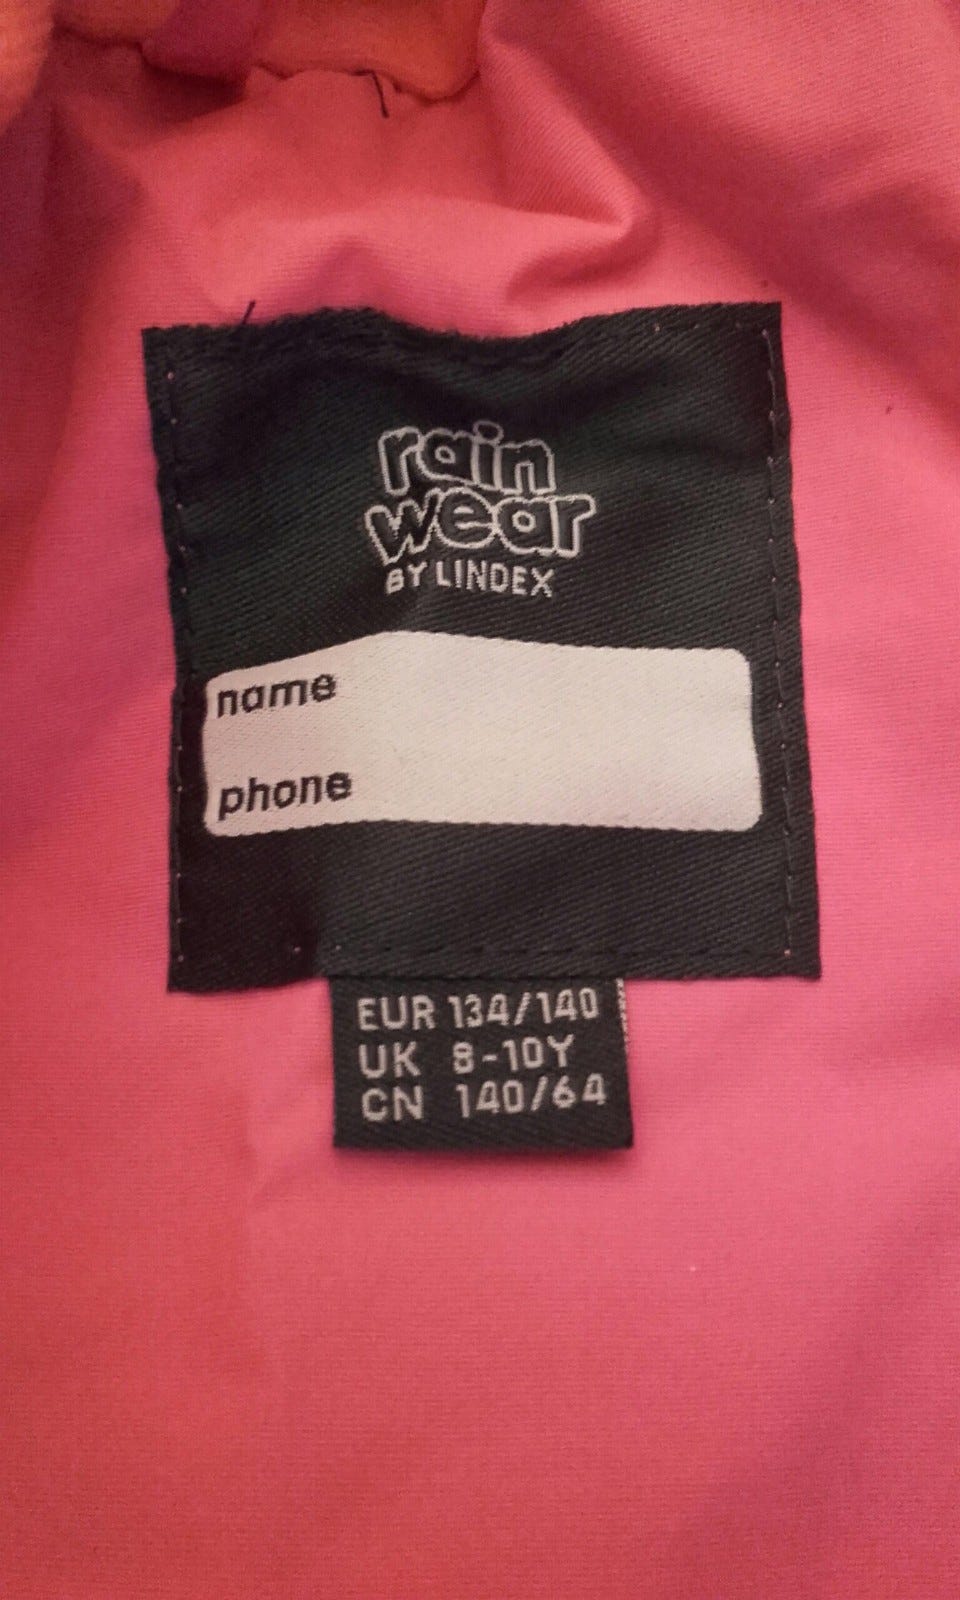 rain
wear
BY LINDEX
name
phone
EUR 134/140
UK 8-10Y
CN 140/64